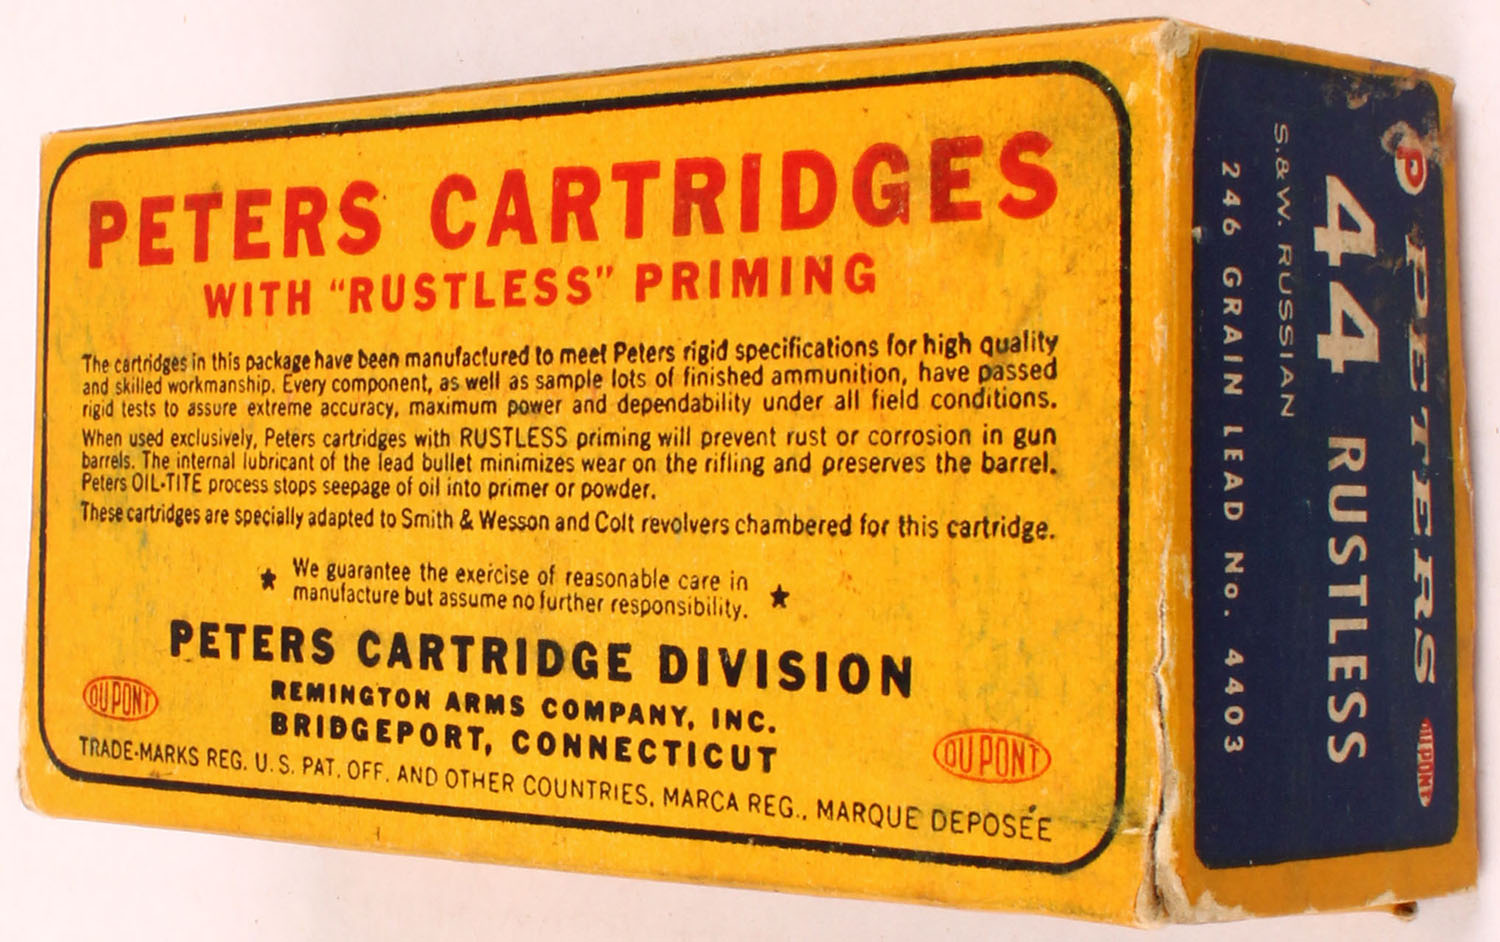 PETERS CARTRIDGES
WITH "RUSTLESS" PRIMING
The cartridges in this package have been manufactured to meet Peters rigid specifications for high quality
and skilled workmanship. Every component, as well as sample lots of finished ammunition, have passed
rigid tests to assure extreme accuracy, maximum power and dependability under all field conditions.
When used exclusively, Peters cartridges with RUSTLESS priming will prevent rust or corrosion in gun
barrels. The internal lubricant of the lead bullet minimizes wear on the rifling and preserves the barrel.
Peters OIL-TITE process stops seepage of oil into primer or powder.
These cartridges are specially adapted to Smith & Wesson and Colt revolvers chambered for this cartridge.
★ We guarantee the exercise of reasonable care in ★
manufacture but assume no further responsibility.
PETERS CARTRIDGE DIVISION
REMINGTON ARMS COMPANY, INC.
BRIDGEPORT, CONNECTICUT
DU PONT
DU PONT
TRADE-MARKS REG. U.S. PAT. OFF. AND OTHER COUNTRIES, MARCA REG., MARQUE DEPOSÉE
P PETERS DU PONT
44 RUSTLESS
S.&W. RUSSIAN
246 GRAIN LEAD No. 4403